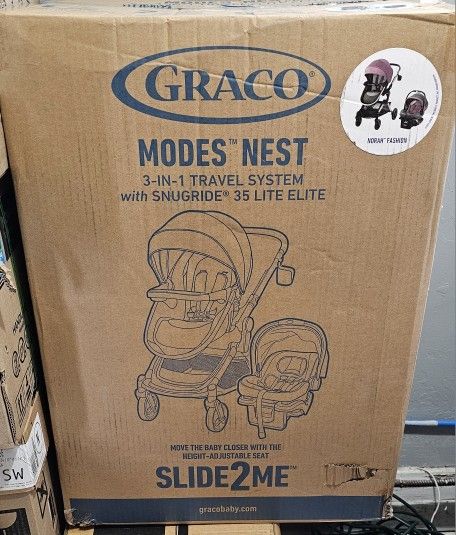 GRACO®
NORAH™ FASHION
MODES™ NEST
3-IN-1 TRAVEL SYSTEM
with SNUGRIDE® 35 LITE ELITE
MOVE THE BABY CLOSER WITH THE
HEIGHT-ADJUSTABLE SEAT
SLIDE2ME™
gracobaby.com
SW